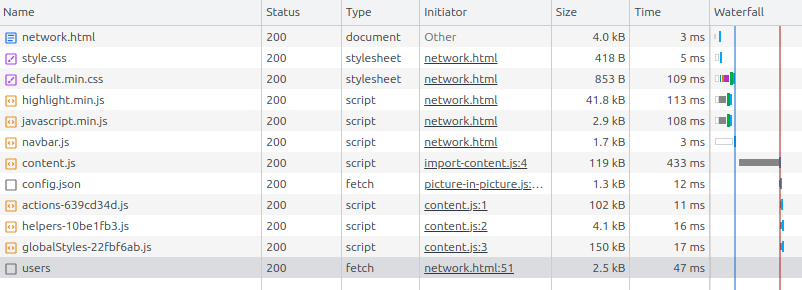 Name Status Type Initiator Size Time Waterfall
network.html 200 document Other 4.0 kB 3 ms
style.css 200 stylesheet network.html 418 B 5 ms
default.min.css 200 stylesheet network.html 853 B 109 ms
highlight.min.js 200 script network.html 41.8 kB 113 ms
javascript.min.js 200 script network.html 2.9 kB 108 ms
navbar.js 200 script network.html 1.7 kB 3 ms
content.js 200 script import-content.js:4 119 kB 433 ms
config.json 200 fetch picture-in-picture.js:… 1.3 kB 12 ms
actions-639cd34d.js 200 script content.js:1 102 kB 11 ms
helpers-10be1fb3.js 200 script content.js:2 4.1 kB 16 ms
globalStyles-22fbf6ab.js 200 script content.js:3 150 kB 17 ms
users 200 fetch network.html:51 2.5 kB 47 ms